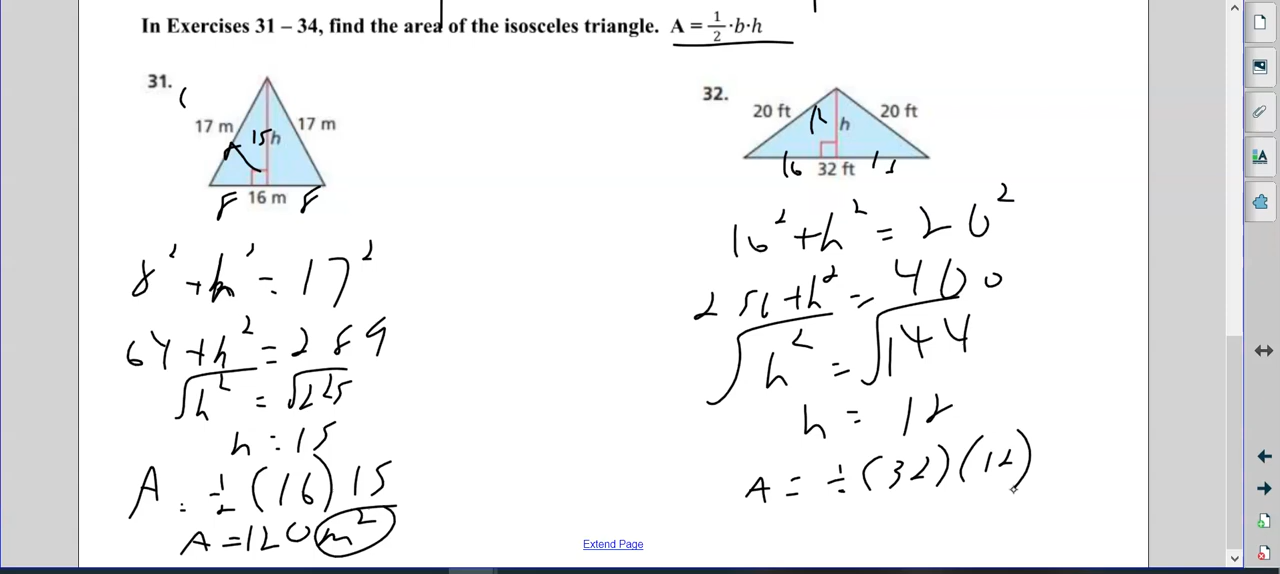 In Exercises 31 – 34, find the area of the isosceles triangle. A = 1/2 · b · h
31.
17 m
15 h
17 m
8 16 m 8
8² + h² = 17²
64 + h² = 289
√h² = √225
h = 15
A = 1/2 (16) 15
A = 120 m²
32.
20 ft
12 h
20 ft
16 32 ft
16² + h² = 20²
256 + h² = 400
√h² = √144
h = 12
A = 1/2 (32)(12)
Extend Page